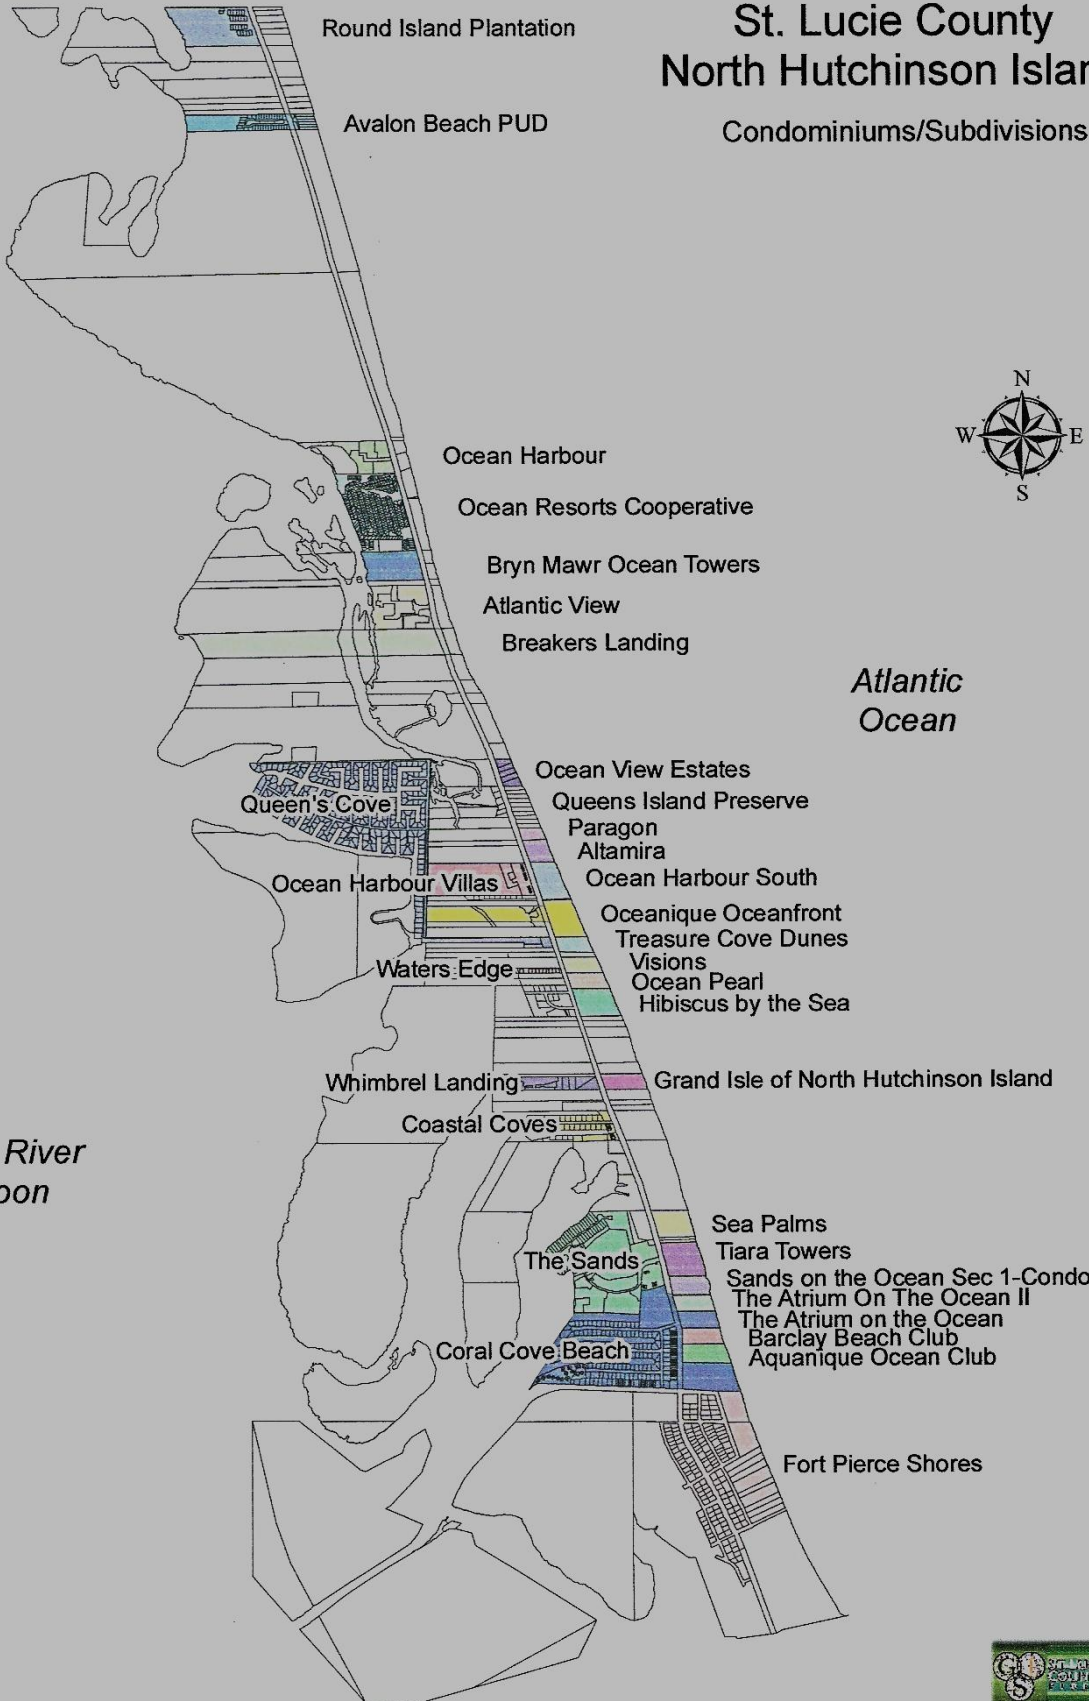 St. Lucie County
North Hutchinson Islan
Condominiums/Subdivisions
Round Island Plantation
Avalon Beach PUD
N
W E
S
Ocean Harbour
Ocean Resorts Cooperative
Bryn Mawr Ocean Towers
Atlantic View
Breakers Landing
Atlantic
Ocean
Ocean View Estates
Queen's Cove
Queens Island Preserve
Paragon
Altamira
Ocean Harbour Villas
Ocean Harbour South
Oceanique Oceanfront
Treasure Cove Dunes
Visions
Waters Edge
Ocean Pearl
Hibiscus by the Sea
Whimbrel Landing
Grand Isle of North Hutchinson Island
Coastal Coves
River
oon
Sea Palms
Tiara Towers
The Sands
Sands on the Ocean Sec 1-Condo
The Atrium On The Ocean II
The Atrium on the Ocean
Barclay Beach Club
Coral Cove Beach
Aquanique Ocean Club
Fort Pierce Shores
GIS